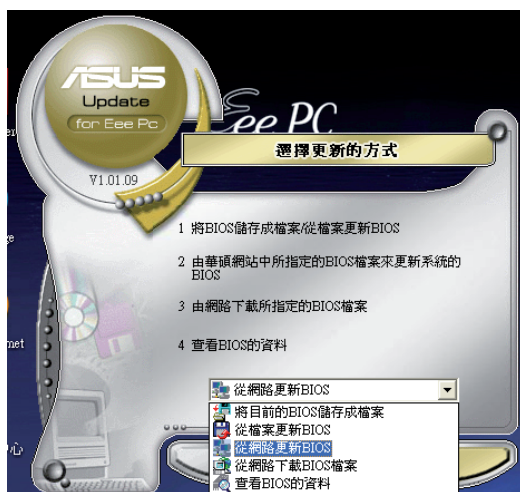 ASUS
Update
for Eee Pc
Eee PC
選擇更新的方式
V1.01.09
1 將BIOS儲存成檔案/從檔案更新BIOS
2 由華碩網站中所指定的BIOS檔案來更新系統的
BIOS
3 由網路下載所指定的BIOS檔案
4 查看BIOS的資料
從網路更新BIOS
將目前的BIOS儲存成檔案
從檔案更新BIOS
從網路更新BIOS
從網路下載BIOS檔案
查看BIOS的資料